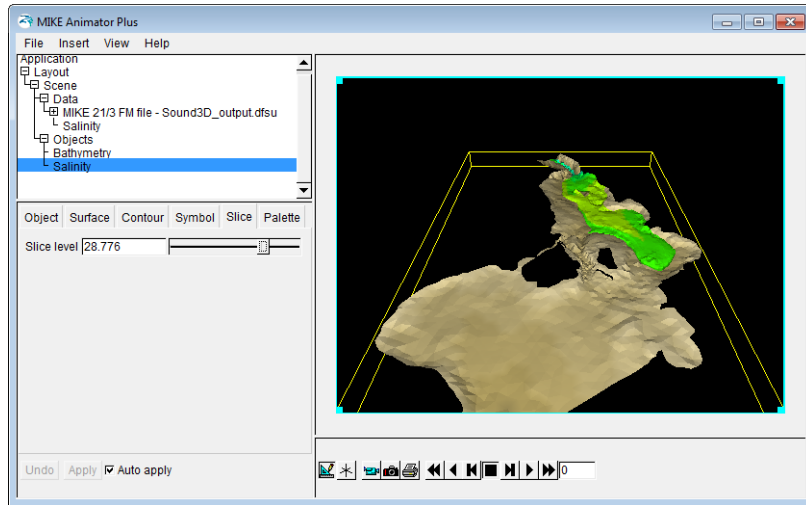 MIKE Animator Plus
File Insert View Help
Application
Layout
Scene
Data
MIKE 21/3 FM file - Sound3D_output.dfsu
Salinity
Objects
Bathymetry
Salinity
Object Surface Contour Symbol Slice Palette
Slice level 28.776
Undo Apply Auto apply
0